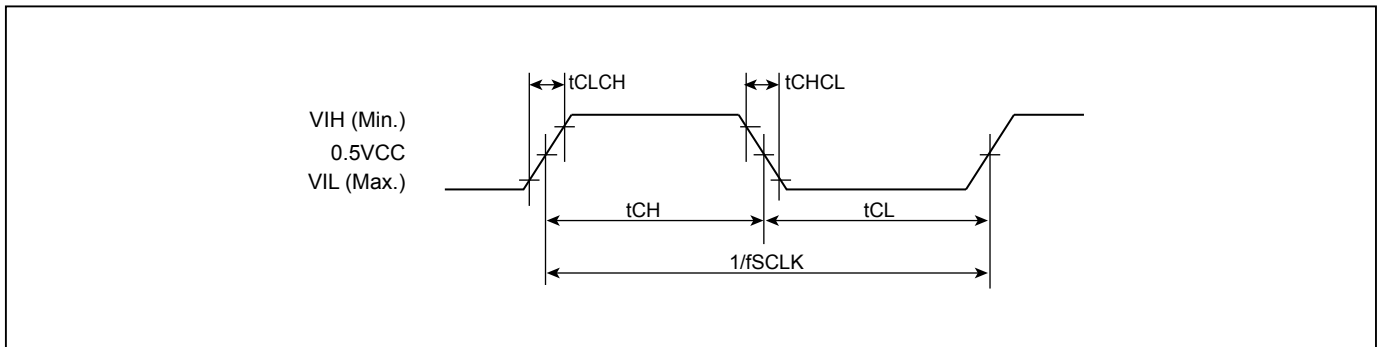 tCLCH
tCHCL
VIH (Min.)
0.5VCC
VIL (Max.)
tCH
tCL
1/fSCLK